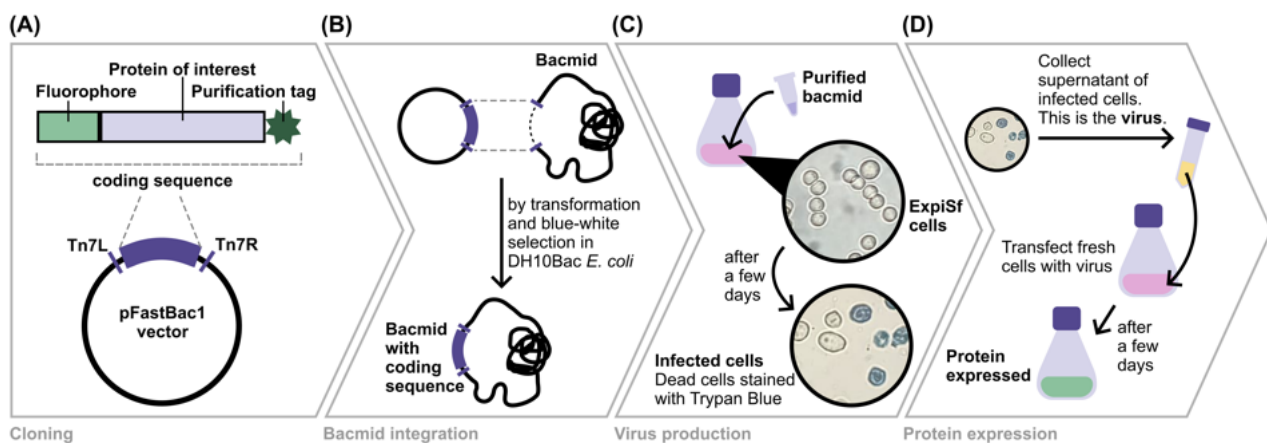 (A)
Protein of interest
Fluorophore
Purification tag
coding sequence
Tn7L
Tn7R
pFastBac1
vector
Cloning
(B)
Bacmid
by transformation
and blue-white
selection in
DH10Bac E. coli
Bacmid
with
coding
sequence
Bacmid integration
(C)
Purified
bacmid
ExpiSf
cells
after
a few
days
Infected cells
Dead cells stained
with Trypan Blue
Virus production
(D)
Collect
supernatant of
infected cells.
This is the virus.
Transfect fresh
cells with virus
after
a few
days
Protein
expressed
Protein expression